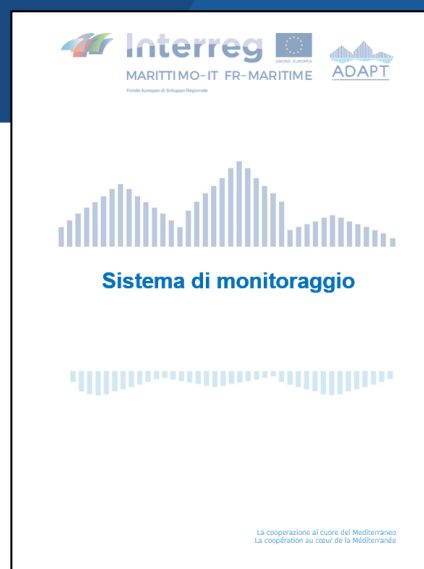 Interreg
UNIONE EUROPEA
MARITTIMO-IT FR-MARITIME
Fondo Europeo di Sviluppo Regionale
ADAPT
Sistema di monitoraggio
La cooperazione al cuore del Mediterraneo
La coopération au cœur de la Méditerranée